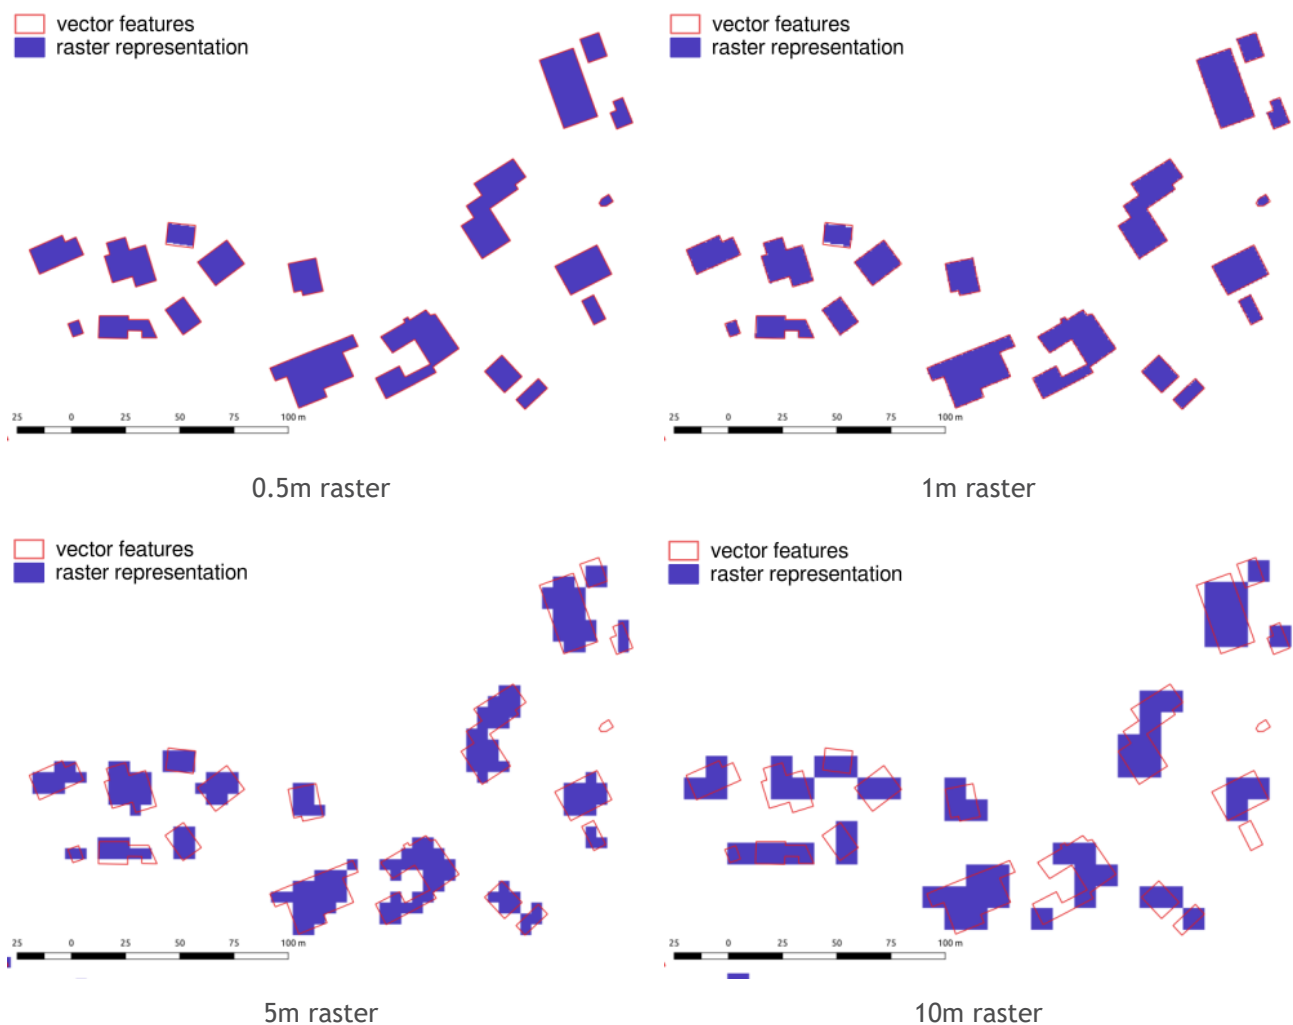 vector features
raster representation
25 0 25 50 75 100 m
0.5m raster
vector features
raster representation
25 0 25 50 75 100 m
1m raster
vector features
raster representation
25 0 25 50 75 100 m
5m raster
vector features
raster representation
25 0 25 50 75 100 m
10m raster